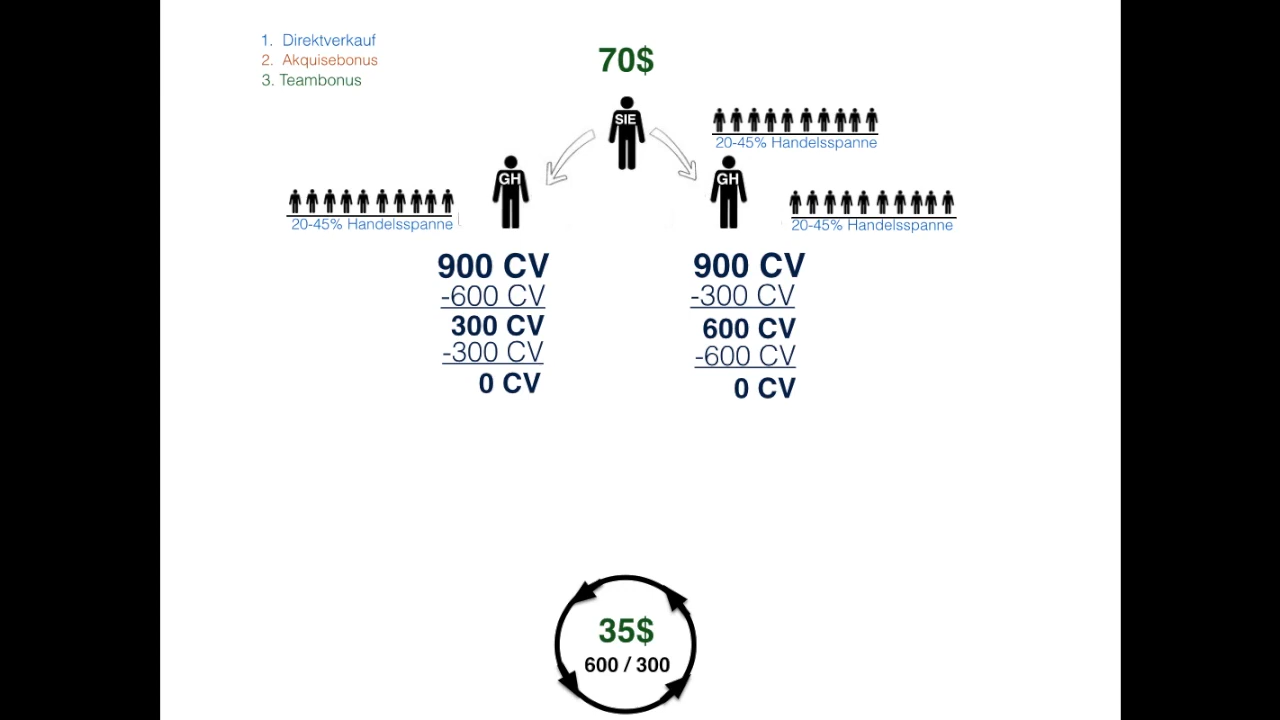 1. Direktverkauf
2. Akquisebonus
3. Teambonus
70$
SIE
20-45% Handelsspanne
GH
GH
20-45% Handelsspanne
20-45% Handelsspanne
900 CV
-600 CV
300 CV
-300 CV
0 CV
900 CV
-300 CV
600 CV
-600 CV
0 CV
35$
600 / 300